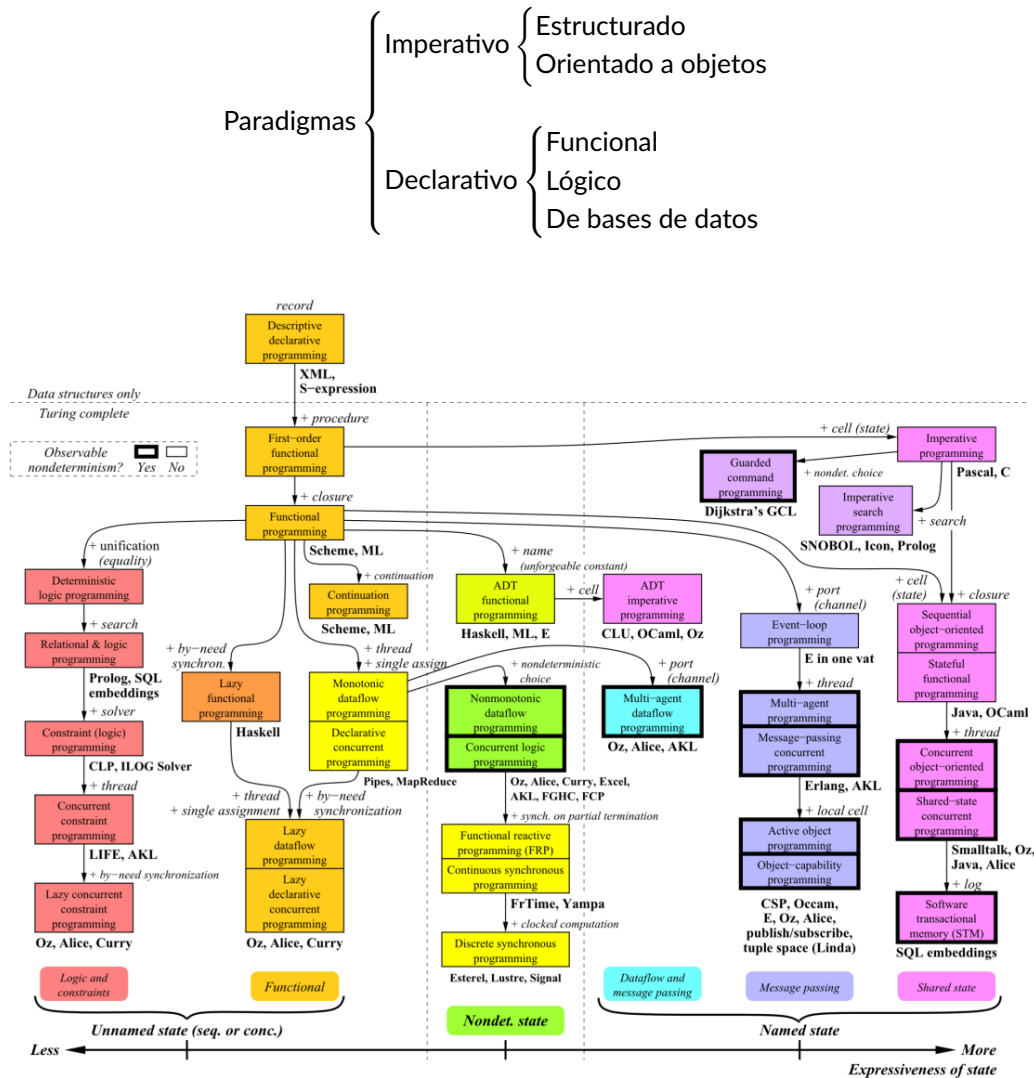 Paradigmas
Imperativo
Estructurado
Orientado a objetos
Declarativo
Funcional
Lógico
De bases de datos
record
Descriptive
declarative
programming
XML,
S−expression
Data structures only
Turing complete
+ procedure
Observable
nondeterminism?
Yes
No
First−order
functional
programming
+ cell (state)
Imperative
programming
Pascal, C
Guarded
command
programming
+ nondet. choice
Dijkstra's GCL
Imperative
search
programming
+ search
SNOBOL, Icon, Prolog
+ closure
Functional
programming
Scheme, ML
+ unification
(equality)
+ continuation
Continuation
programming
Scheme, ML
+ name
(unforgeable constant)
ADT
functional
programming
Haskell, ML, E
+ cell
ADT
imperative
programming
CLU, OCaml, Oz
+ port
(channel)
Event−loop
programming
E in one vat
+ cell
(state)
+ closure
Sequential
object−oriented
programming
Stateful
functional
programming
Java, OCaml
Deterministic
logic programming
+ search
Relational & logic
programming
Prolog, SQL
embeddings
+ solver
Constraint (logic)
programming
CLP, ILOG Solver
+ thread
Concurrent
constraint
programming
LIFE, AKL
+ by−need synchronization
Lazy concurrent
constraint
programming
Oz, Alice, Curry
+ by−need
synchron.
Lazy
functional
programming
Haskell
+ thread
+ single assign.
Monotonic
dataflow
programming
Declarative
concurrent
programming
Pipes, MapReduce
+ thread
+ single assignment
+ by−need
synchronization
Lazy
dataflow
programming
Lazy
declarative
concurrent
programming
Oz, Alice, Curry
+ nondeterministic
choice
Nonmonotonic
dataflow
programming
Concurrent logic
programming
Oz, Alice, Curry, Excel,
AKL, FGHC, FCP
+ synch. on partial termination
Functional reactive
programming (FRP)
Continuous synchronous
programming
FrTime, Yampa
+ clocked computation
Discrete synchronous
programming
Esterel, Lustre, Signal
+ port
(channel)
Multi−agent
dataflow
programming
Oz, Alice, AKL
+ thread
Multi−agent
programming
Message−passing
concurrent
programming
Erlang, AKL
+ local cell
Active object
programming
Object−capability
programming
CSP, Occam,
E, Oz, Alice,
publish/subscribe,
tuple space (Linda)
+ thread
Concurrent
object−oriented
programming
Shared−state
concurrent
programming
Smalltalk, Oz,
Java, Alice
+ log
Software
transactional
memory (STM)
SQL embeddings
Logic and
constraints
Functional
Nondet. state
Dataflow and
message passing
Message passing
Shared state
Unnamed state (seq. or conc.)
Named state
Less
More
Expressiveness of state